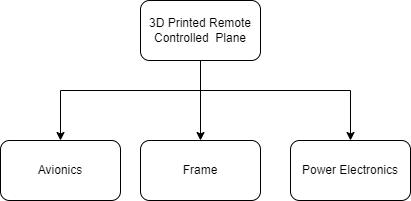 3D Printed Remote
Controlled Plane
Avionics
Frame
Power Electronics